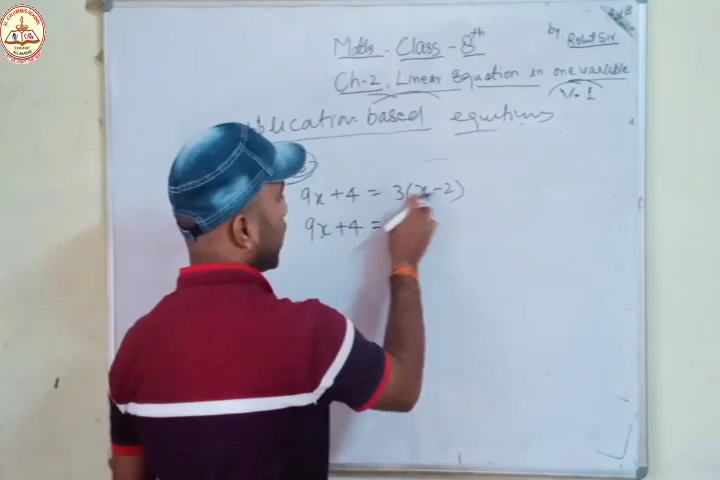 Maths - Class - 8th
by Rohit Sir
Ch-2, Linear Equation in one variable
V-1
based equations
9x + 4 = 3(x-2)
9x + 4 =